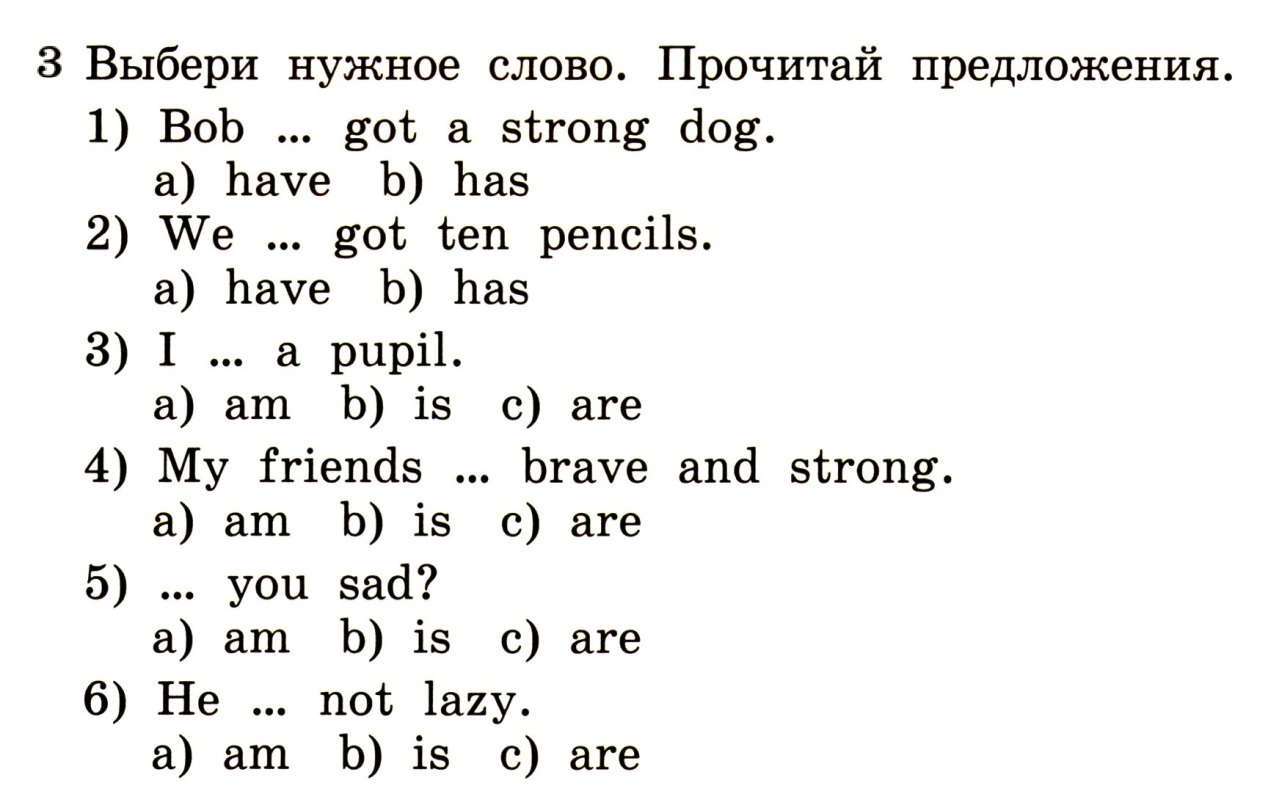 3 Выбери нужное слово. Прочитай предложения.
1) Bob ... got a strong dog.
a) have b) has
2) We ... got ten pencils.
a) have b) has
3) I ... a pupil.
a) am b) is c) are
4) My friends ... brave and strong.
a) am b) is c) are
5) ... you sad?
a) am b) is c) are
6) He ... not lazy.
a) am b) is c) are